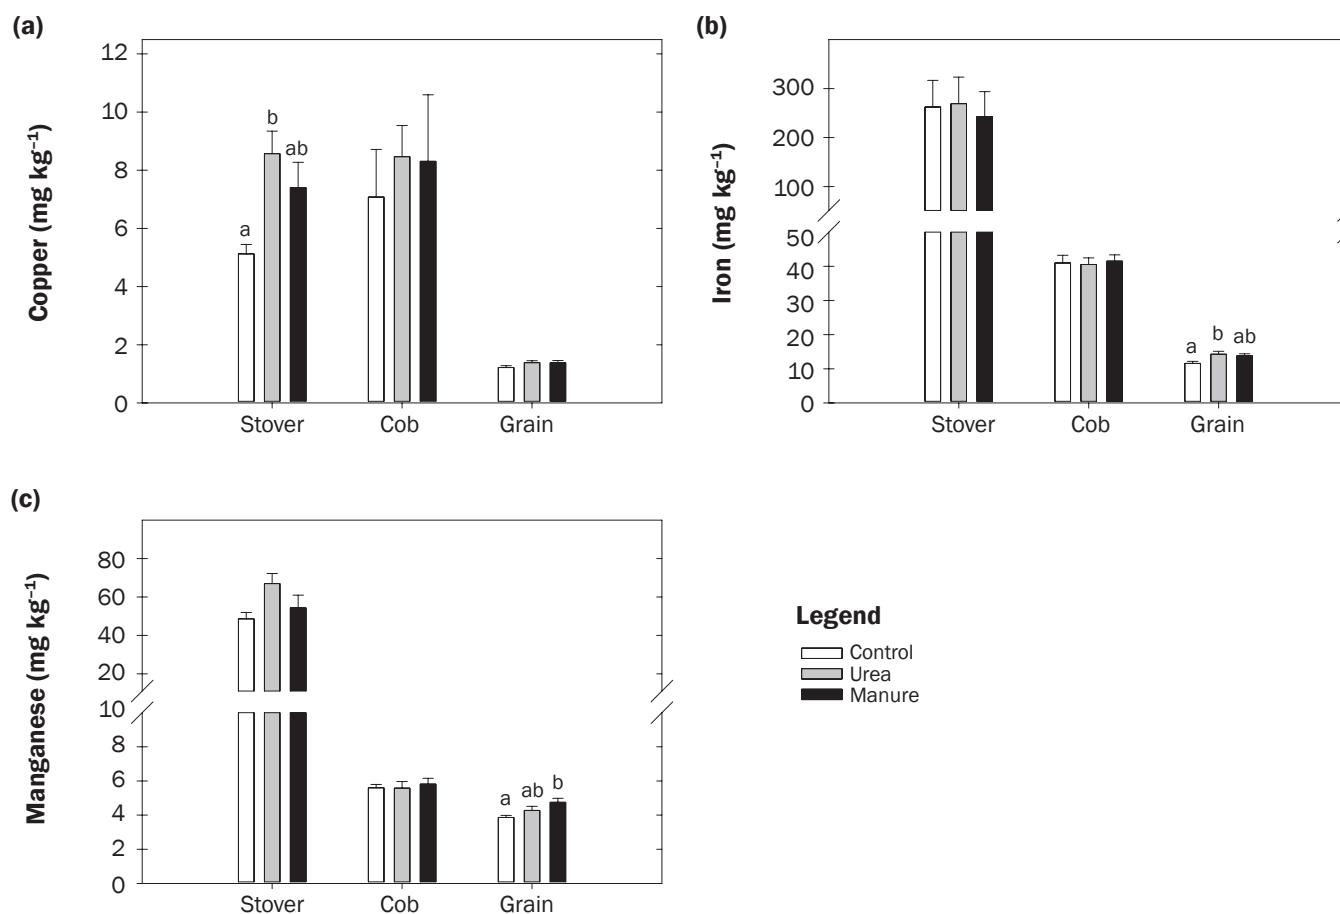 (a)
Copper (mg kg⁻¹)
12
10
8
6
4
2
0
a
b
ab
Stover
Cob
Grain
(b)
Iron (mg kg⁻¹)
300
200
100
50
40
30
20
10
0
a
b
ab
Stover
Cob
Grain
(c)
Manganese (mg kg⁻¹)
80
60
40
20
10
8
6
4
2
0
a
ab
b
Stover
Cob
Grain
Legend
Control
Urea
Manure